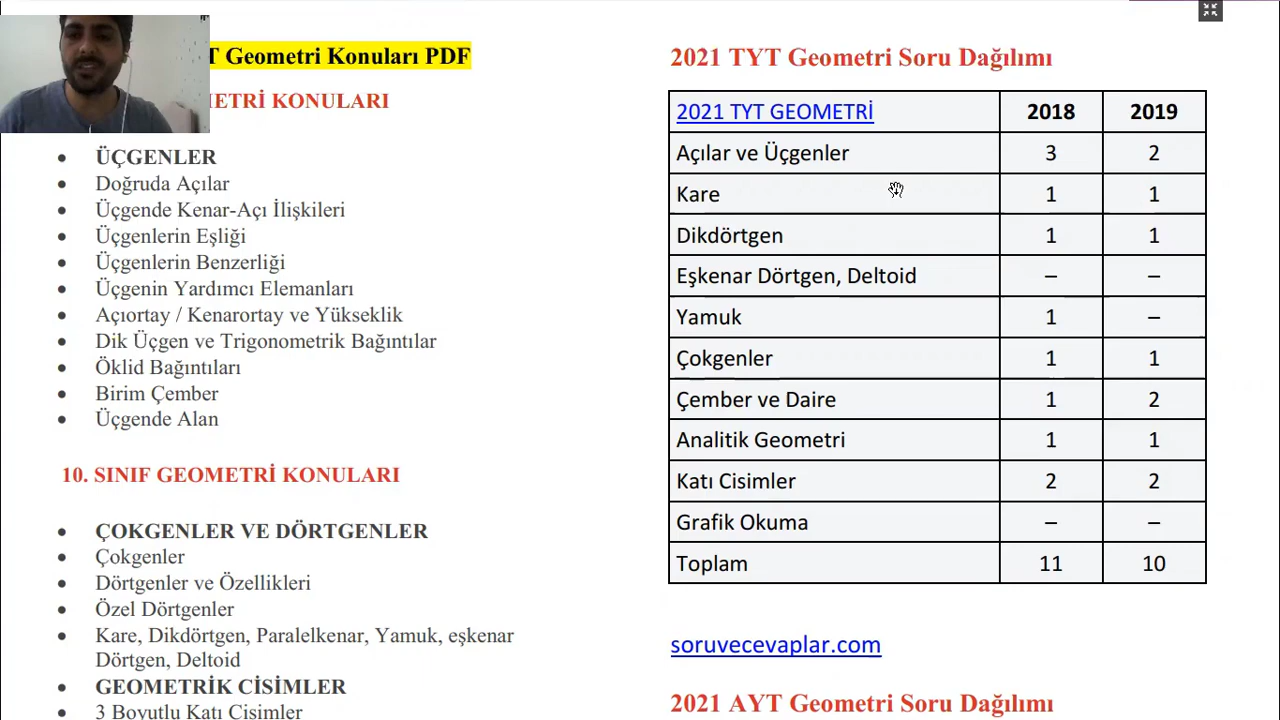 T Geometri Konuları PDF
ETRİ KONULARI
• ÜÇGENLER
• Doğruda Açılar
• Üçgende Kenar-Açı İlişkileri
• Üçgenlerin Eşliği
• Üçgenlerin Benzerliği
• Üçgenin Yardımcı Elemanları
• Açıortay / Kenarortay ve Yükseklik
• Dik Üçgen ve Trigonometrik Bağıntılar
• Öklid Bağıntıları
• Birim Çember
• Üçgende Alan
10. SINIF GEOMETRİ KONULARI
• ÇOKGENLER VE DÖRTGENLER
• Çokgenler
• Dörtgenler ve Özellikleri
• Özel Dörtgenler
• Kare, Dikdörtgen, Paralelkenar, Yamuk, eşkenar
Dörtgen, Deltoid
• GEOMETRİK CİSİMLER
• 3 Boyutlu Katı Cisimler
2021 TYT Geometri Soru Dağılımı
2021 TYT GEOMETRİ 2018 2019
Açılar ve Üçgenler 3 2
Kare 1 1
Dikdörtgen 1 1
Eşkenar Dörtgen, Deltoid – –
Yamuk 1 –
Çokgenler 1 1
Çember ve Daire 1 2
Analitik Geometri 1 1
Katı Cisimler 2 2
Grafik Okuma – –
Toplam 11 10
soruvecevaplar.com
2021 AYT Geometri Soru Dağılımı